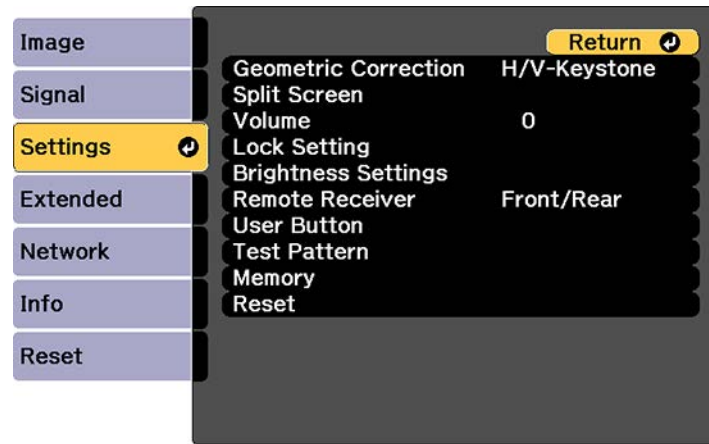 Image
Signal
Settings
Extended
Network
Info
Reset
Return
Geometric Correction H/V-Keystone
Split Screen
Volume 0
Lock Setting
Brightness Settings
Remote Receiver Front/Rear
User Button
Test Pattern
Memory
Reset